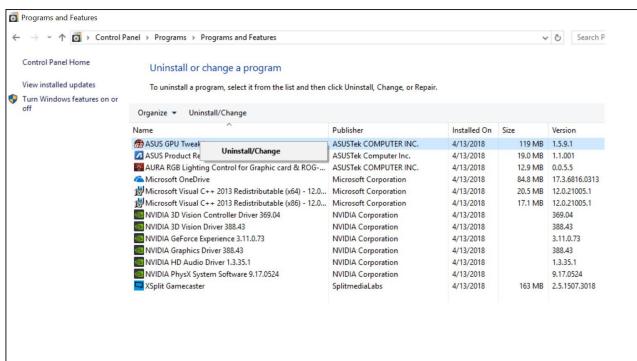 Programs and Features
Control Panel > Programs > Programs and Features
Search P
Control Panel Home
View installed updates
Turn Windows features on or off
Uninstall or change a program
To uninstall a program, select it from the list and then click Uninstall, Change, or Repair.
Organize Uninstall/Change
Name Publisher Installed On Size Version
ASUS GPU Tweak ASUSTek COMPUTER INC. 4/13/2018 119 MB 1.5.9.1
Uninstall/Change
ASUS Product Re ASUSTek Computer Inc. 4/13/2018 19.0 MB 1.1.001
AURA RGB Lighting Control for Graphic card & ROG-... ASUSTek COMPUTER INC. 4/13/2018 12.9 MB 0.0.5.5
Microsoft OneDrive Microsoft Corporation 4/13/2018 84.8 MB 17.3.6816.0313
Microsoft Visual C++ 2013 Redistributable (x64) - 12.0... Microsoft Corporation 4/13/2018 20.5 MB 12.0.21005.1
Microsoft Visual C++ 2013 Redistributable (x86) - 12.0... Microsoft Corporation 4/13/2018 17.1 MB 12.0.21005.1
NVIDIA 3D Vision Controller Driver 369.04 NVIDIA Corporation 4/13/2018 369.04
NVIDIA 3D Vision Driver 388.43 NVIDIA Corporation 4/13/2018 388.43
NVIDIA GeForce Experience 3.11.0.73 NVIDIA Corporation 4/13/2018 3.11.0.73
NVIDIA Graphics Driver 388.43 NVIDIA Corporation 4/13/2018 388.43
NVIDIA HD Audio Driver 1.3.35.1 NVIDIA Corporation 4/13/2018 1.3.35.1
NVIDIA PhysX System Software 9.17.0524 NVIDIA Corporation 4/13/2018 9.17.0524
XSplit Gamecaster SplitmediaLabs 4/13/2018 163 MB 2.5.1507.3018